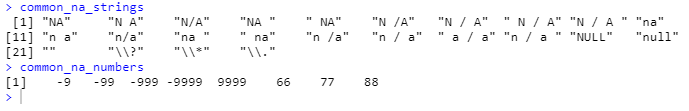 > common_na_strings
 [1] "NA"     "N A"    "N/A"    "NA "    " NA"    "N /A"   "N / A"  " N / A" "N / A " "na"
[11] "n a"    "n/a"    "na "    " na"    "n /a"   "n / a"  " a / a" "n / a " "NULL"   "null"
[21] ""       "\\?"    "\\*"    "\\."
> common_na_numbers
[1]    -9   -99  -999 -9999  9999    66    77    88
>